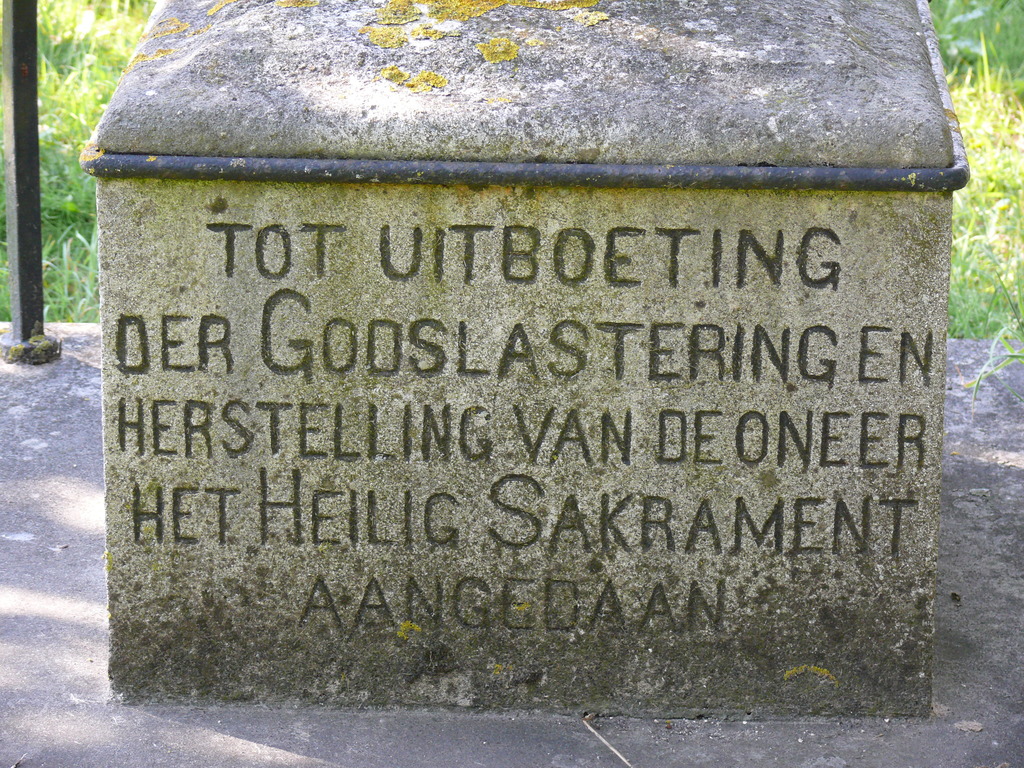 TOT UITBOETING
DER GODSLASTERING EN
HERSTELLING VAN DE ONEER
HET HEILIG SAKRAMENT
AANGEDAAN